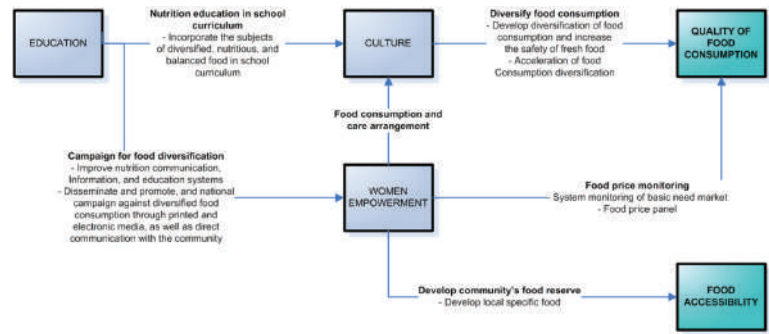 Nutrition education in school
curriculum
- Incorporate the subjects
of diversified, nutritious, and
balanced food in school
curriculum
Diversify food consumption
- Develop diversification of food
consumption and increase
the safety of fresh food
- Acceleration of food
Consumption diversification
EDUCATION
CULTURE
QUALITY OF
FOOD
CONSUMPTION
Food consumption and
care arrangement
Campaign for food diversification
- Improve nutrition communication,
Information, and education systems
- Disseminate and promote, and national
campaign against diversified food
consumption through printed and
electronic media, as well as direct
communication with the community
WOMEN
EMPOWERMENT
Food price monitoring
System monitoring of basic need market
- Food price panel
Develop community's food reserve
- Develop local specific food
FOOD
ACCESSIBILITY